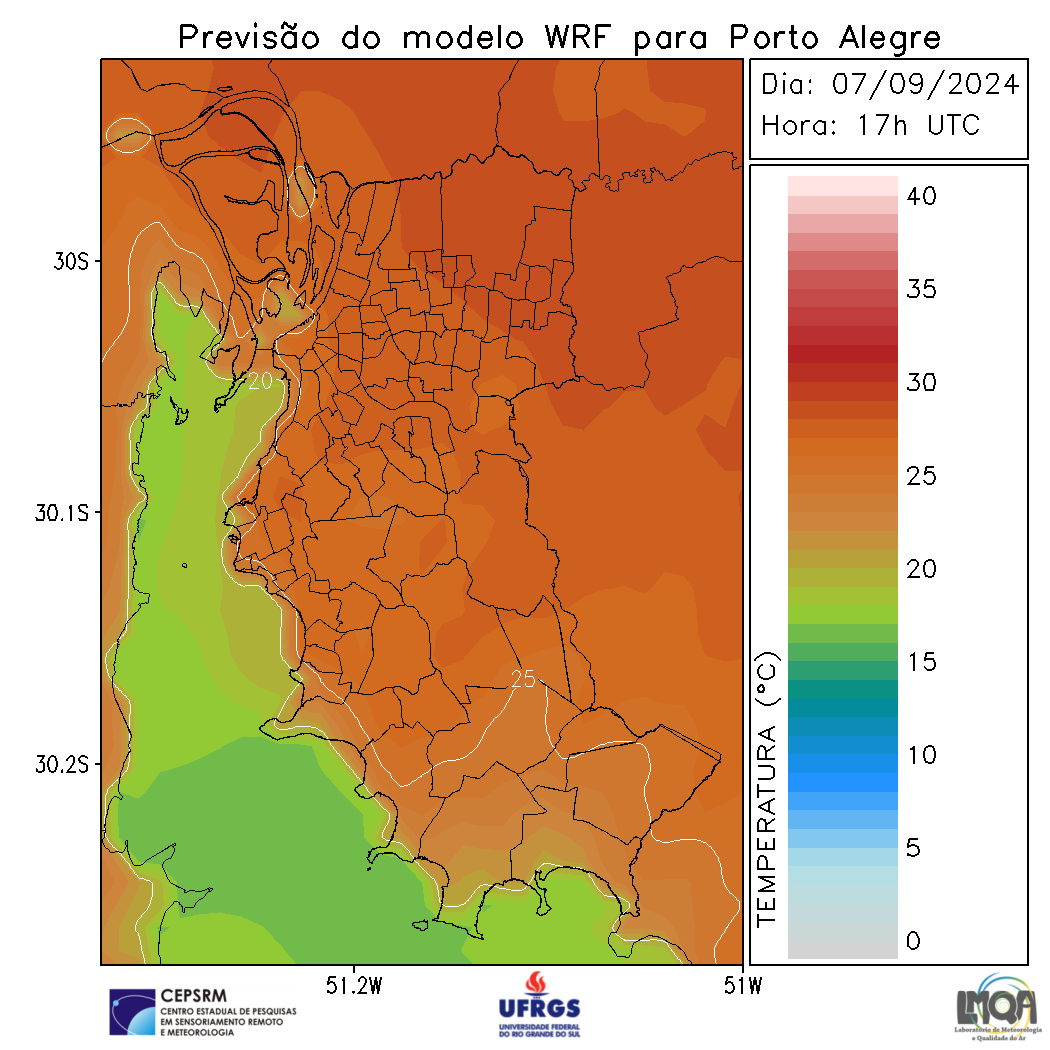 Previsão do modelo WRF para Porto Alegre
Dia: 07/09/2024
Hora: 17h UTC
40
35
30
25
20
15
10
5
0
TEMPERATURA (°C)
30S
30.1S
30.2S
20
25
51.2W
51W
CEPSRM
CENTRO ESTADUAL DE PESQUISAS
EM SENSORIAMENTO REMOTO
E METEOROLOGIA
UFRGS
UNIVERSIDADE FEDERAL
DO RIO GRANDE DO SUL
LMQA
Laboratório de Meteorologia
e Qualidade do Ar